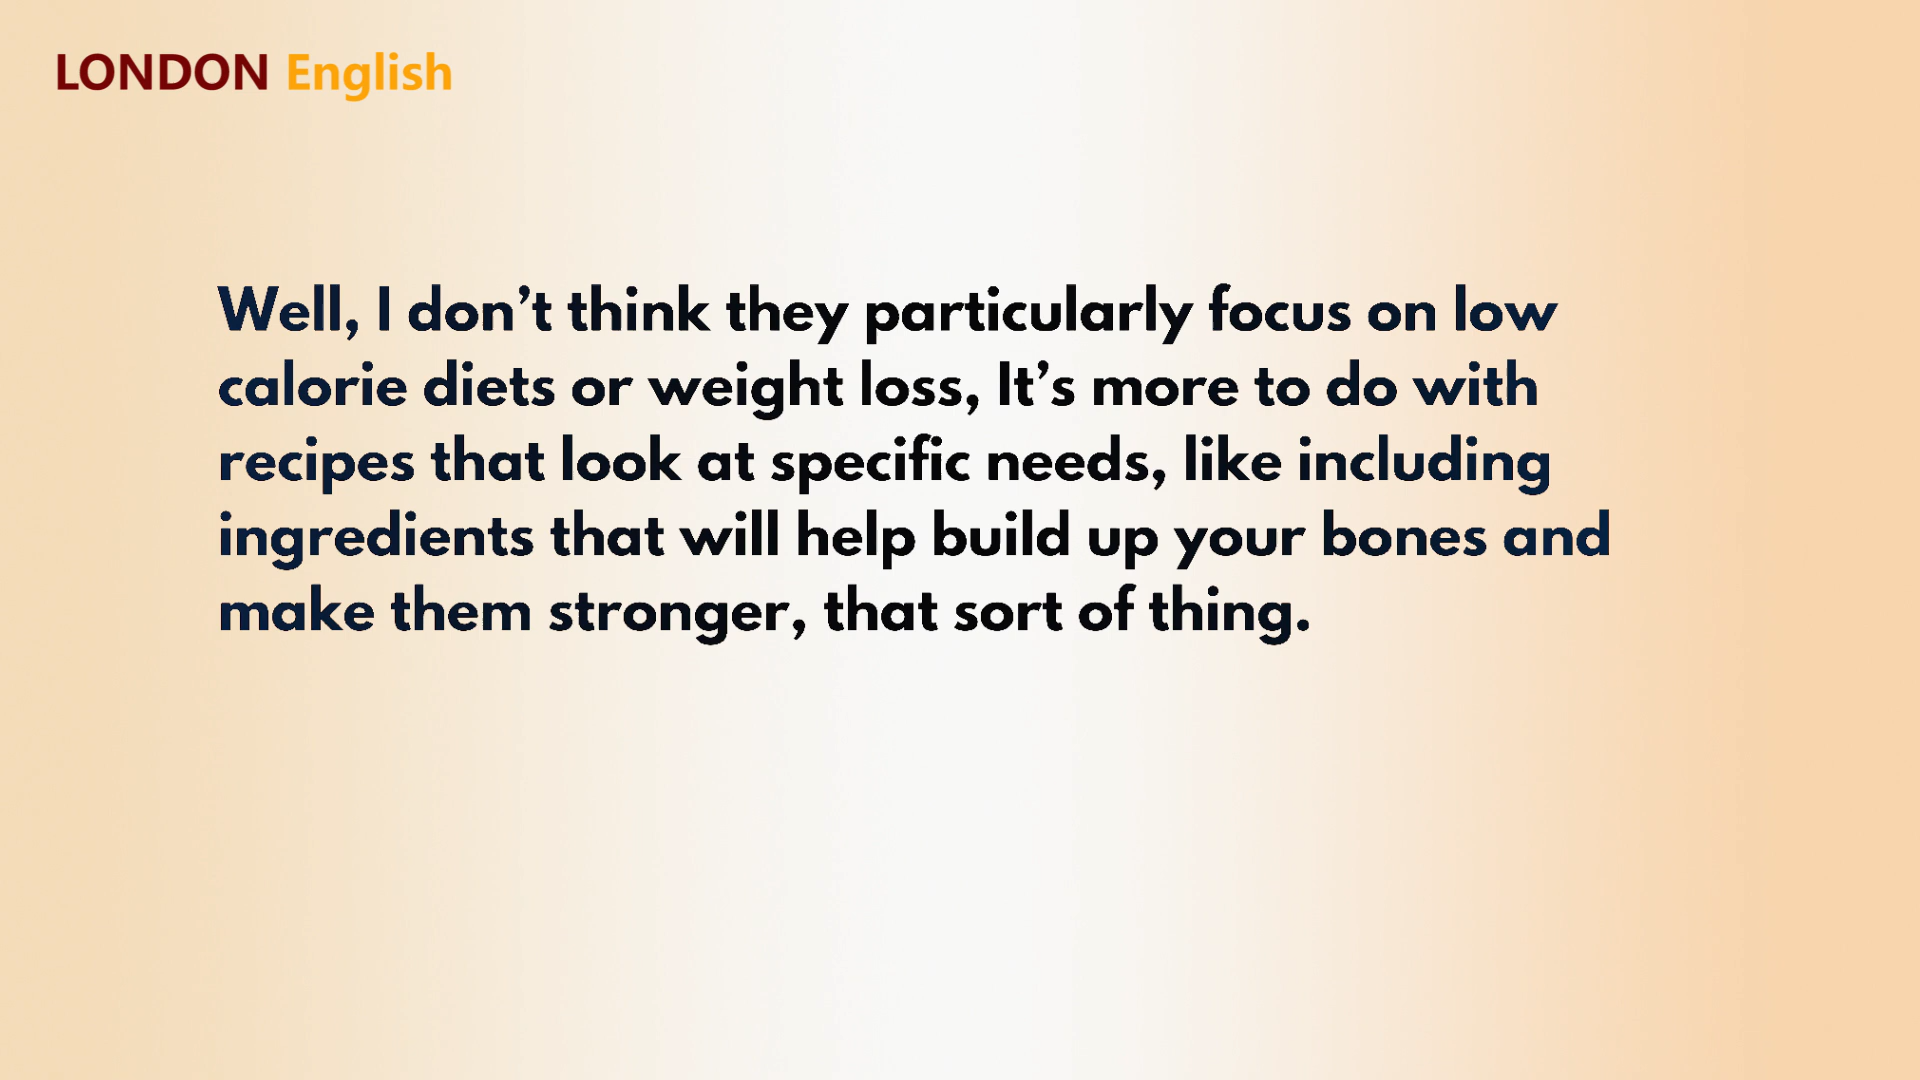 LONDON English
Well, I don’t think they particularly focus on low
calorie diets or weight loss, It’s more to do with
recipes that look at specific needs, like including
ingredients that will help build up your bones and
make them stronger, that sort of thing.